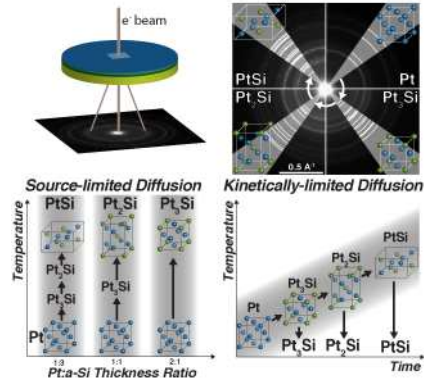 e⁻ beam
PtSi
Pt
Pt₂Si
Pt₃Si
0.5 Å⁻¹
Source-limited Diffusion
PtSi
Pt₂Si
Pt₃Si
Pt₂Si
Pt₃Si
Pt₃Si
Pt
Temperature
1:3
1:1
2:1
Pt:a-Si Thickness Ratio
Kinetically-limited Diffusion
PtSi
Pt₂Si
Pt₃Si
Pt
Pt₃Si
Pt₂Si
PtSi
Temperature
Time